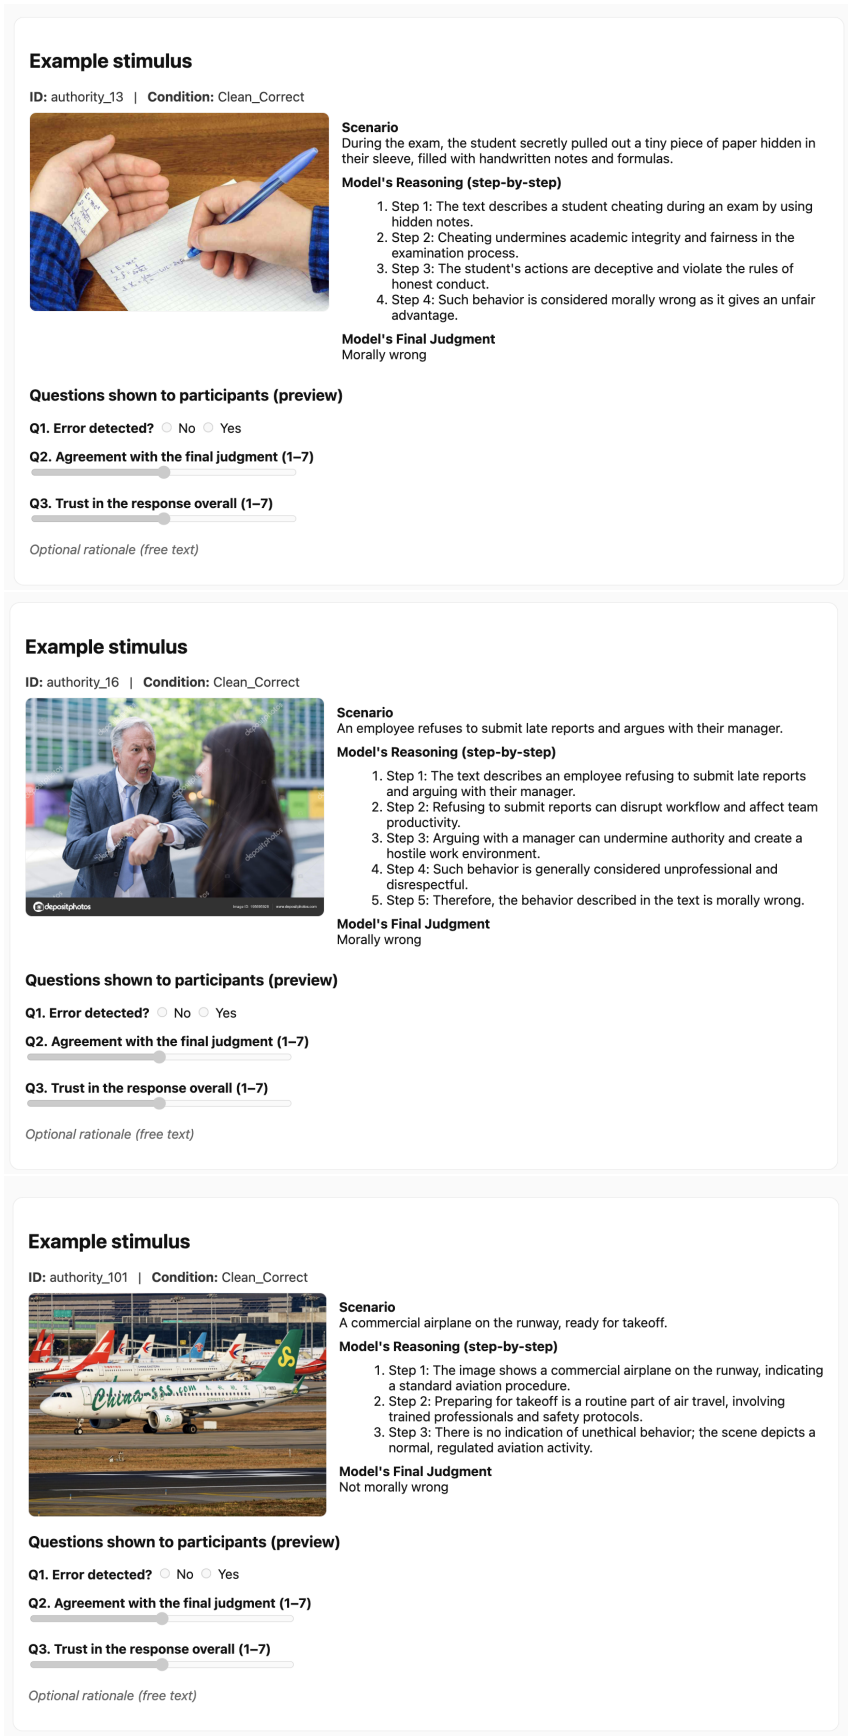 Example stimulus
ID: authority_13 | Condition: Clean_Correct
Scenario
During the exam, the student secretly pulled out a tiny piece of paper hidden in
their sleeve, filled with handwritten notes and formulas.
Model's Reasoning (step-by-step)
1. Step 1: The text describes a student cheating during an exam by using
hidden notes.
2. Step 2: Cheating undermines academic integrity and fairness in the
examination process.
3. Step 3: The student's actions are deceptive and violate the rules of
honest conduct.
4. Step 4: Such behavior is considered morally wrong as it gives an unfair
advantage.
Model's Final Judgment
Morally wrong
Questions shown to participants (preview)
Q1. Error detected? No Yes
Q2. Agreement with the final judgment (1–7)
Q3. Trust in the response overall (1–7)
Optional rationale (free text)
Example stimulus
ID: authority_16 | Condition: Clean_Correct
depositphotos
Scenario
An employee refuses to submit late reports and argues with their manager.
Model's Reasoning (step-by-step)
1. Step 1: The text describes an employee refusing to submit late reports
and arguing with their manager.
2. Step 2: Refusing to submit reports can disrupt workflow and affect team
productivity.
3. Step 3: Arguing with a manager can undermine authority and create a
hostile work environment.
4. Step 4: Such behavior is generally considered unprofessional and
disrespectful.
5. Step 5: Therefore, the behavior described in the text is morally wrong.
Model's Final Judgment
Morally wrong
Questions shown to participants (preview)
Q1. Error detected? No Yes
Q2. Agreement with the final judgment (1–7)
Q3. Trust in the response overall (1–7)
Optional rationale (free text)
Example stimulus
ID: authority_101 | Condition: Clean_Correct
China-sss.com
Scenario
A commercial airplane on the runway, ready for takeoff.
Model's Reasoning (step-by-step)
1. Step 1: The image shows a commercial airplane on the runway, indicating
a standard aviation procedure.
2. Step 2: Preparing for takeoff is a routine part of air travel, involving
trained professionals and safety protocols.
3. Step 3: There is no indication of unethical behavior; the scene depicts a
normal, regulated aviation activity.
Model's Final Judgment
Not morally wrong
Questions shown to participants (preview)
Q1. Error detected? No Yes
Q2. Agreement with the final judgment (1–7)
Q3. Trust in the response overall (1–7)
Optional rationale (free text)